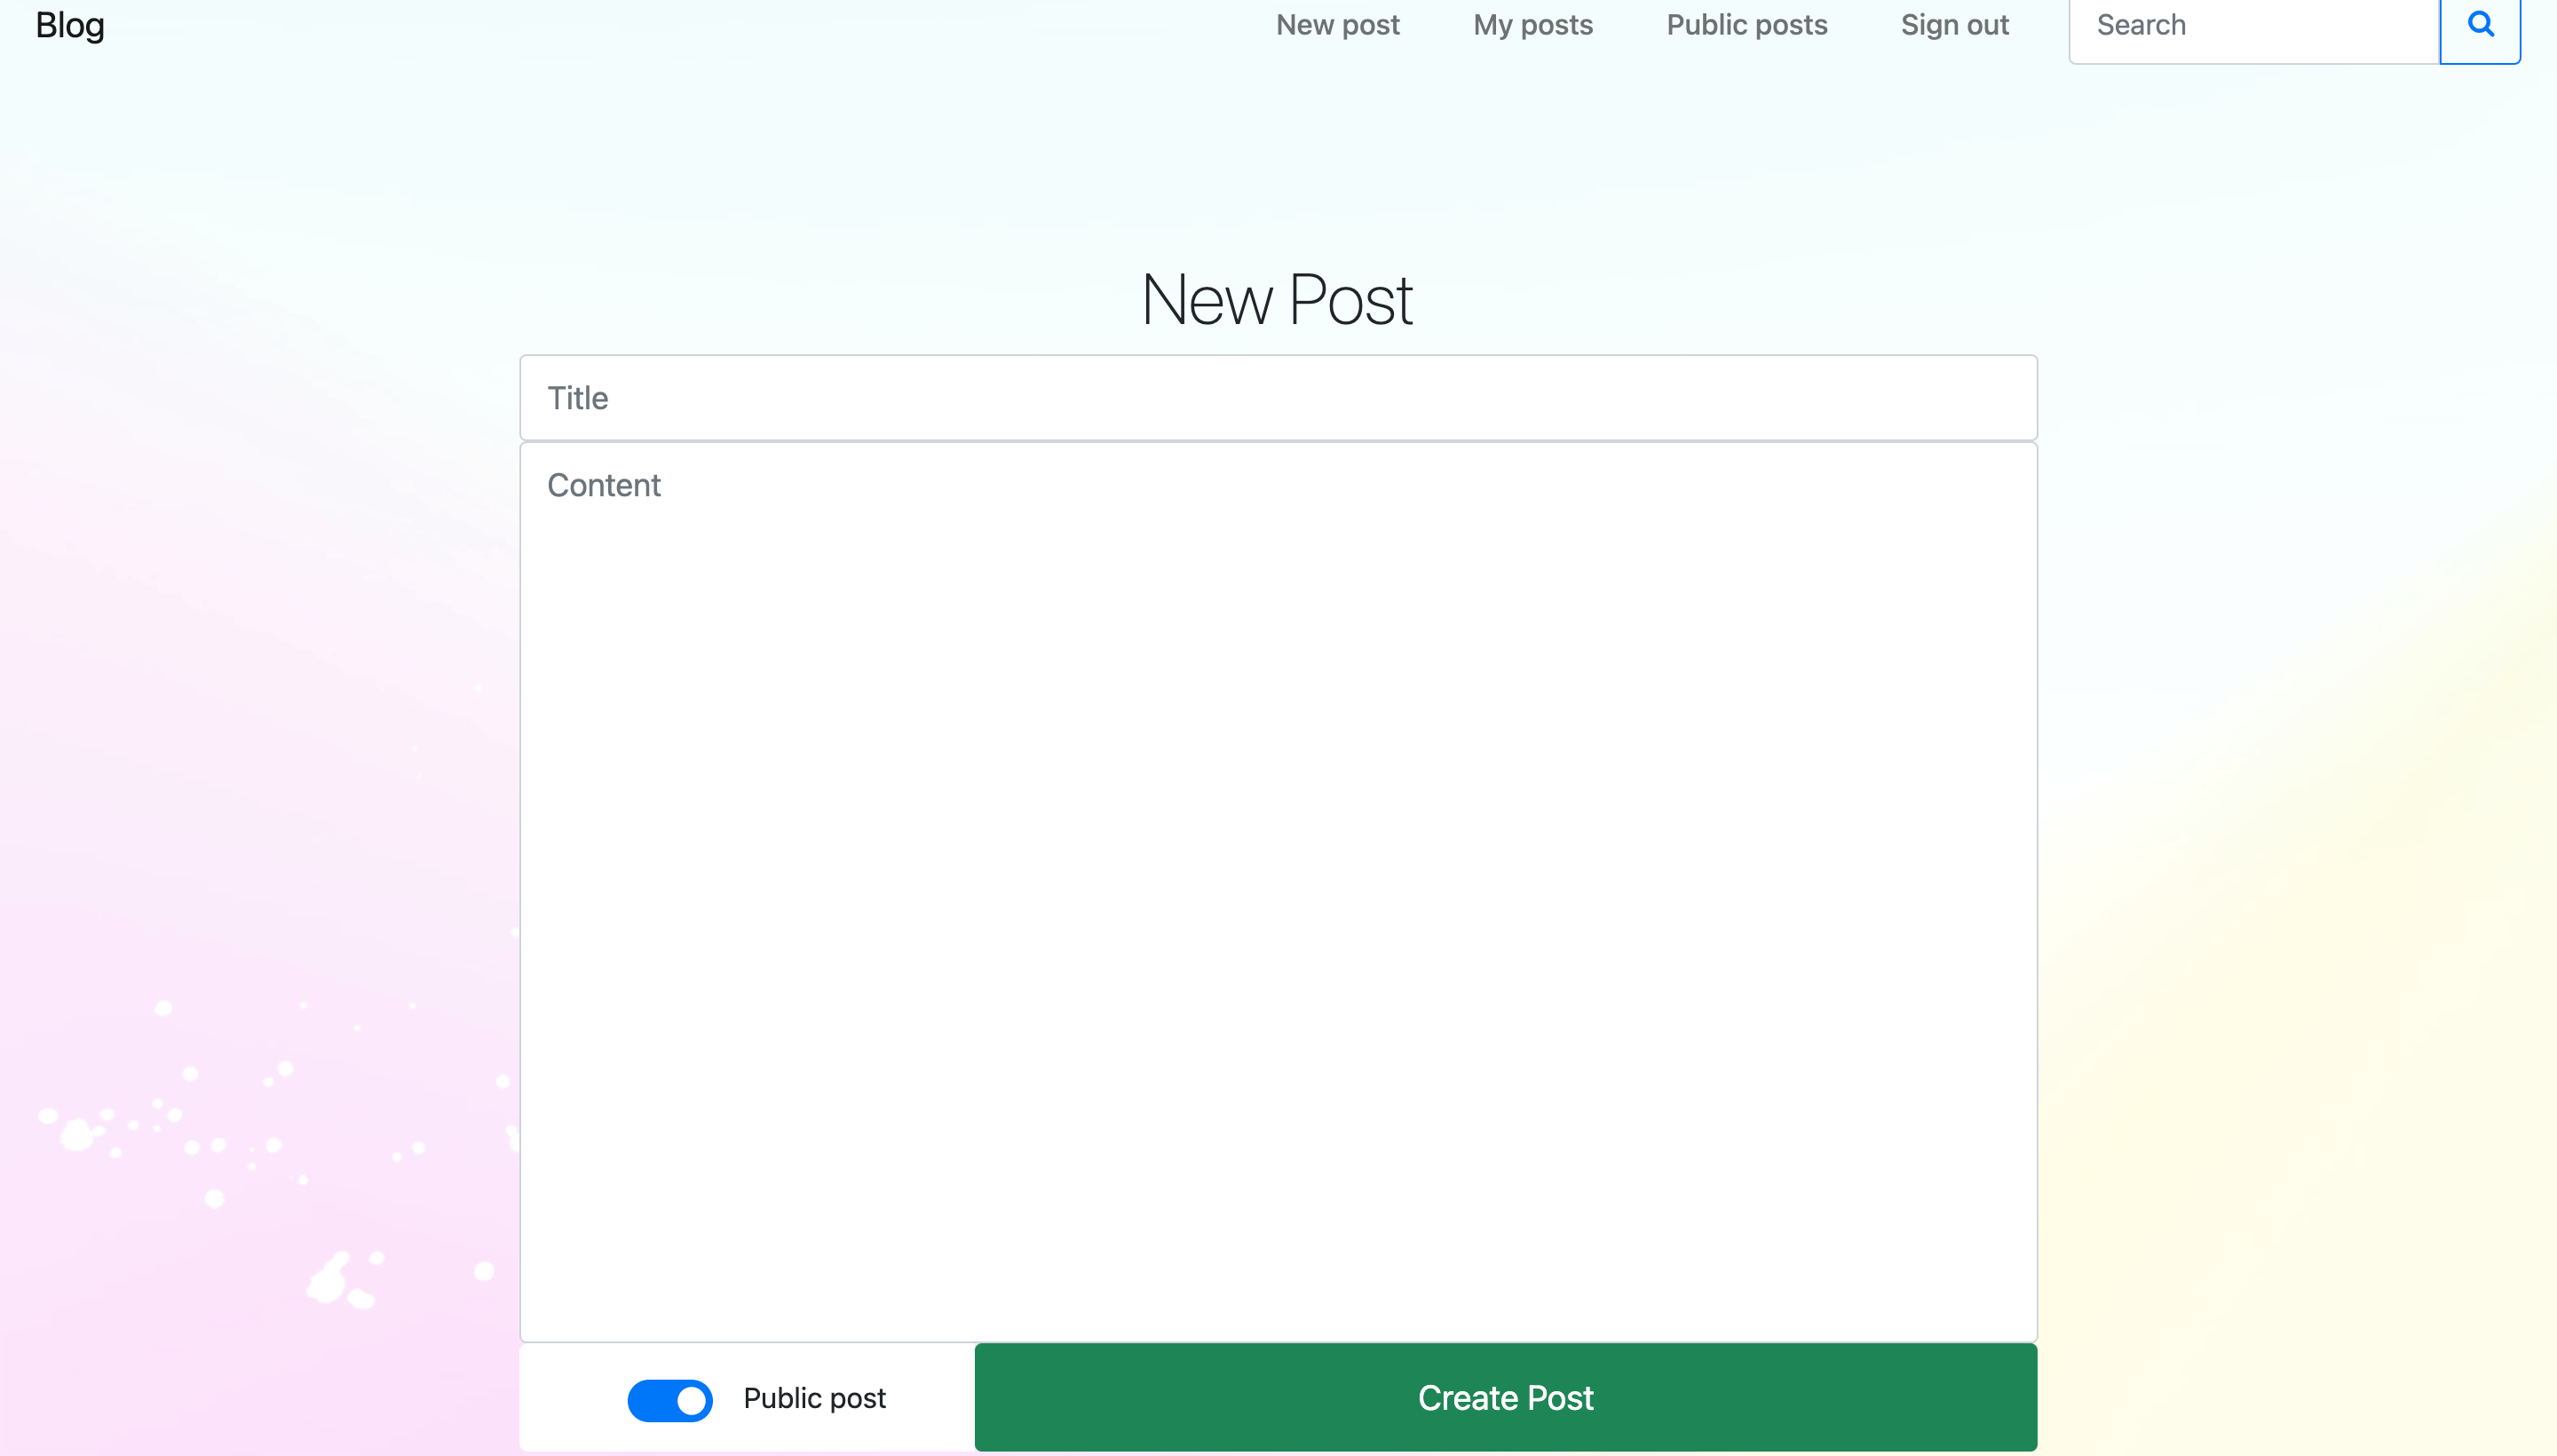 Blog New post My posts Public posts Sign out Search
New Post
Title
Content
Public post Create Post